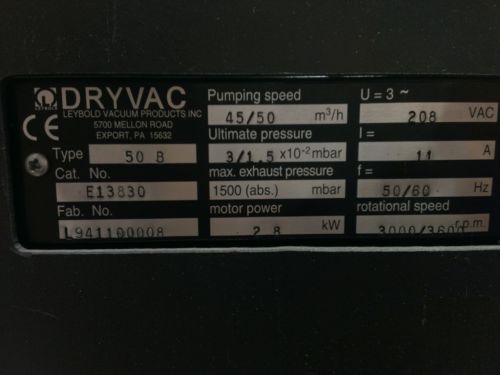 DRYVAC
LEYBOLD VACUUM PRODUCTS INC
5700 MELLON ROAD
EXPORT, PA 15632
CE
Type 50 B
Cat. No.
E13830
Fab. No.
L941100008
Pumping speed
45/50 m³/h
Ultimate pressure
3/1.5 x10-² mbar
max. exhaust pressure
1500 (abs.) mbar
motor power
2.8 kW
U = 3 ~
208 VAC
I =
11 A
f =
50/60 Hz
rotational speed
3000/3600 r.p.m.